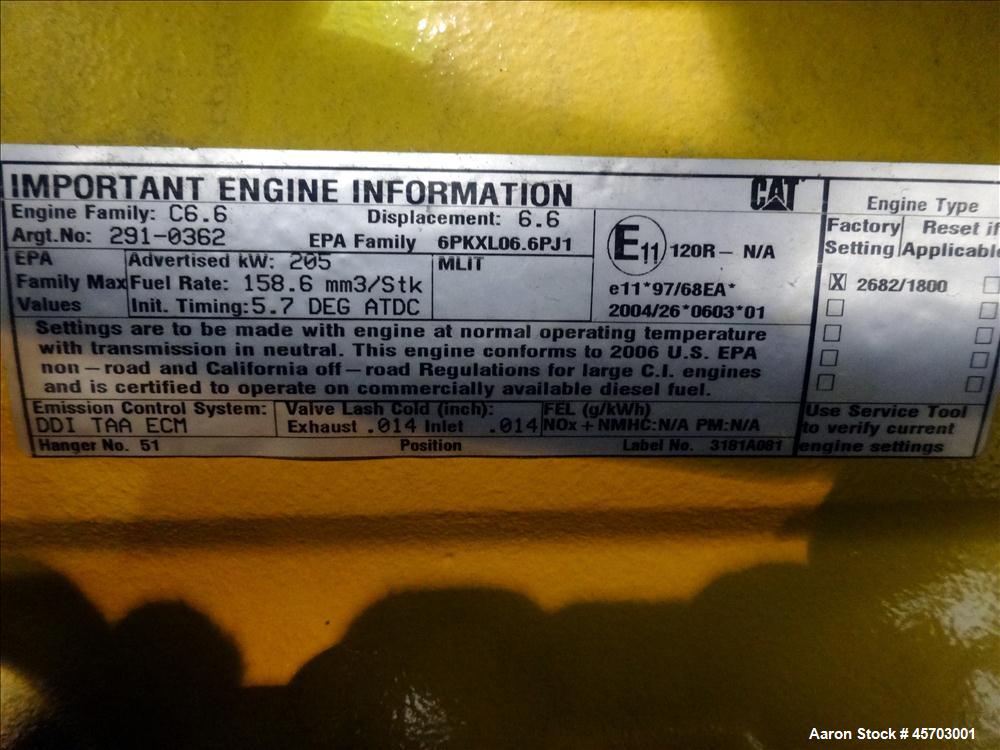 IMPORTANT ENGINE INFORMATION CAT
Engine Family: C6.6 Displacement: 6.6
Argt.No: 291-0362 EPA Family 6PKXL06.6PJ1
EPA Advertised kW: 205 MLIT
Family Max Fuel Rate: 158.6 mm3/Stk
Values Init. Timing: 5.7 DEG ATDC
E11 120R – N/A
e11*97/68EA*
2004/26*0603*01
Settings are to be made with engine at normal operating temperature
with transmission in neutral. This engine conforms to 2006 U.S. EPA
non – road and California off – road Regulations for large C.I. engines
and is certified to operate on commercially available diesel fuel.
Emission Control System: Valve Lash Cold (inch): FEL (g/kWh)
DDI TAA ECM Exhaust .014 Inlet .014 NOx + NMHC:N/A PM:N/A
Hanger No. 51 Position Label No. 3181A081
Engine Type
Factory Reset if
Setting Applicable
X 2682/1800
Use Service Tool
to verify current
engine settings
Aaron Stock # 45703001